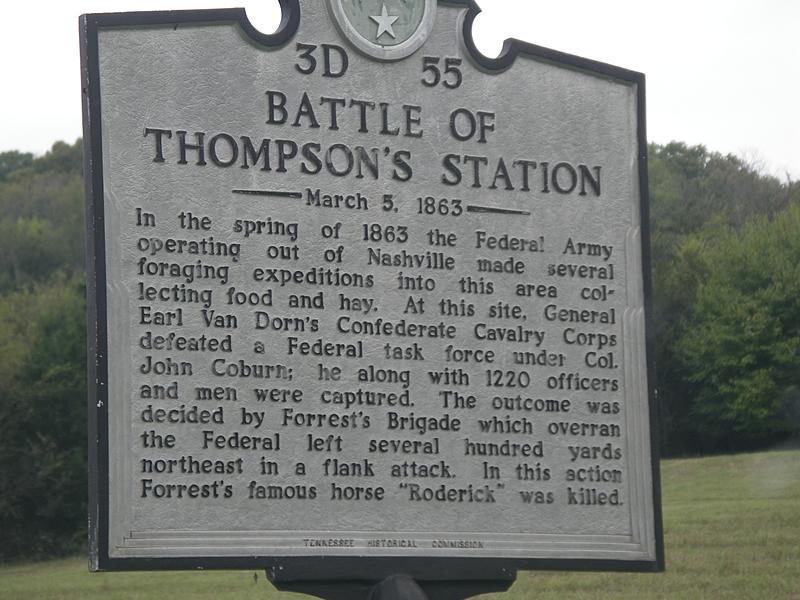 3D 55
BATTLE OF
THOMPSON'S STATION
March 5, 1863
In the spring of 1863 the Federal Army
operating out of Nashville made several
foraging expeditions into this area col-
lecting food and hay. At this site, General
Earl Van Dorn's Confederate Cavalry Corps
defeated a Federal task force under Col.
John Coburn; he along with 1220 officers
and men were captured. The outcome was
decided by Forrest's Brigade which overran
the Federal left several hundred yards
northeast in a flank attack. In this action
Forrest's famous horse "Roderick" was killed.
TENNESSEE HISTORICAL COMMISSION